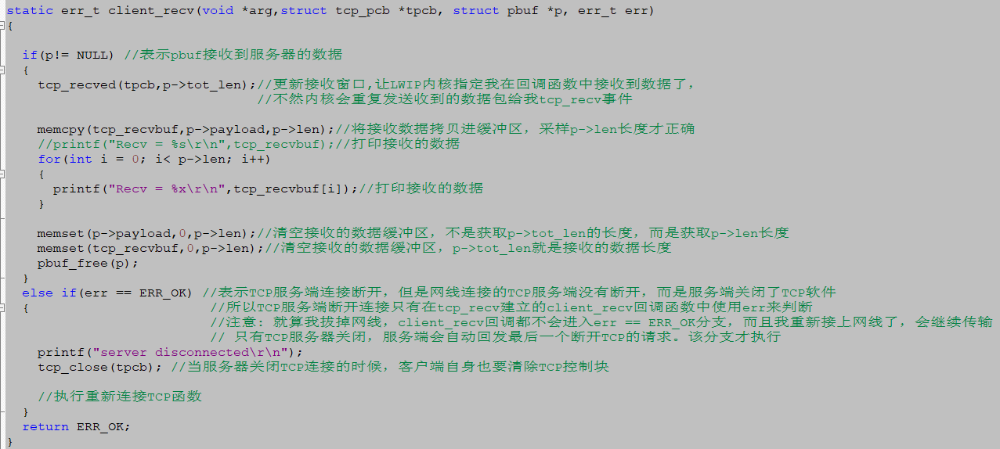 static err_t client_recv(void *arg,struct tcp_pcb *tpcb, struct pbuf *p, err_t err)
{
if(p!= NULL) //表示pbuf接收到服务器的数据
{
tcp_recved(tpcb,p->tot_len);//更新接收窗口,让LWIP内核指定我在回调函数中接收到数据了，
//不然内核会重复发送收到的数据包给我tcp_recv事件
memcpy(tcp_recvbuf,p->payload,p->len);//将接收数据拷贝进缓冲区，采样p->len长度才正确
//printf("Recv = %s\r\n",tcp_recvbuf);//打印接收的数据
for(int i = 0; i< p->len; i++)
{
printf("Recv = %x\r\n",tcp_recvbuf[i]);//打印接收的数据
}
memset(p->payload,0,p->len);//清空接收的数据缓冲区，不是获取p->tot_len的长度，而是获取p->len长度
memset(tcp_recvbuf,0,p->len);//清空接收的数据缓冲区，p->tot_len就是接收的数据长度
pbuf_free(p);
}
else if(err == ERR_OK) //表示TCP服务端连接断开，但是网线连接的TCP服务端没有断开，而是服务端关闭了TCP软件
{ //所以TCP服务端断开连接只有在tcp_recv建立的client_recv回调函数中使用err来判断
//注意: 就算我拔掉网线，client_recv回调都不会进入err == ERR_OK分支，而且我重新接上网线了，会继续传输
// 只有TCP服务器关闭，服务端会自动回发最后一个断开TCP的请求。该分支才执行
printf("server disconnected\r\n");
tcp_close(tpcb); //当服务器关闭TCP连接的时候，客户端自身也要清除TCP控制块
//执行重新连接TCP函数
}
return ERR_OK;
}